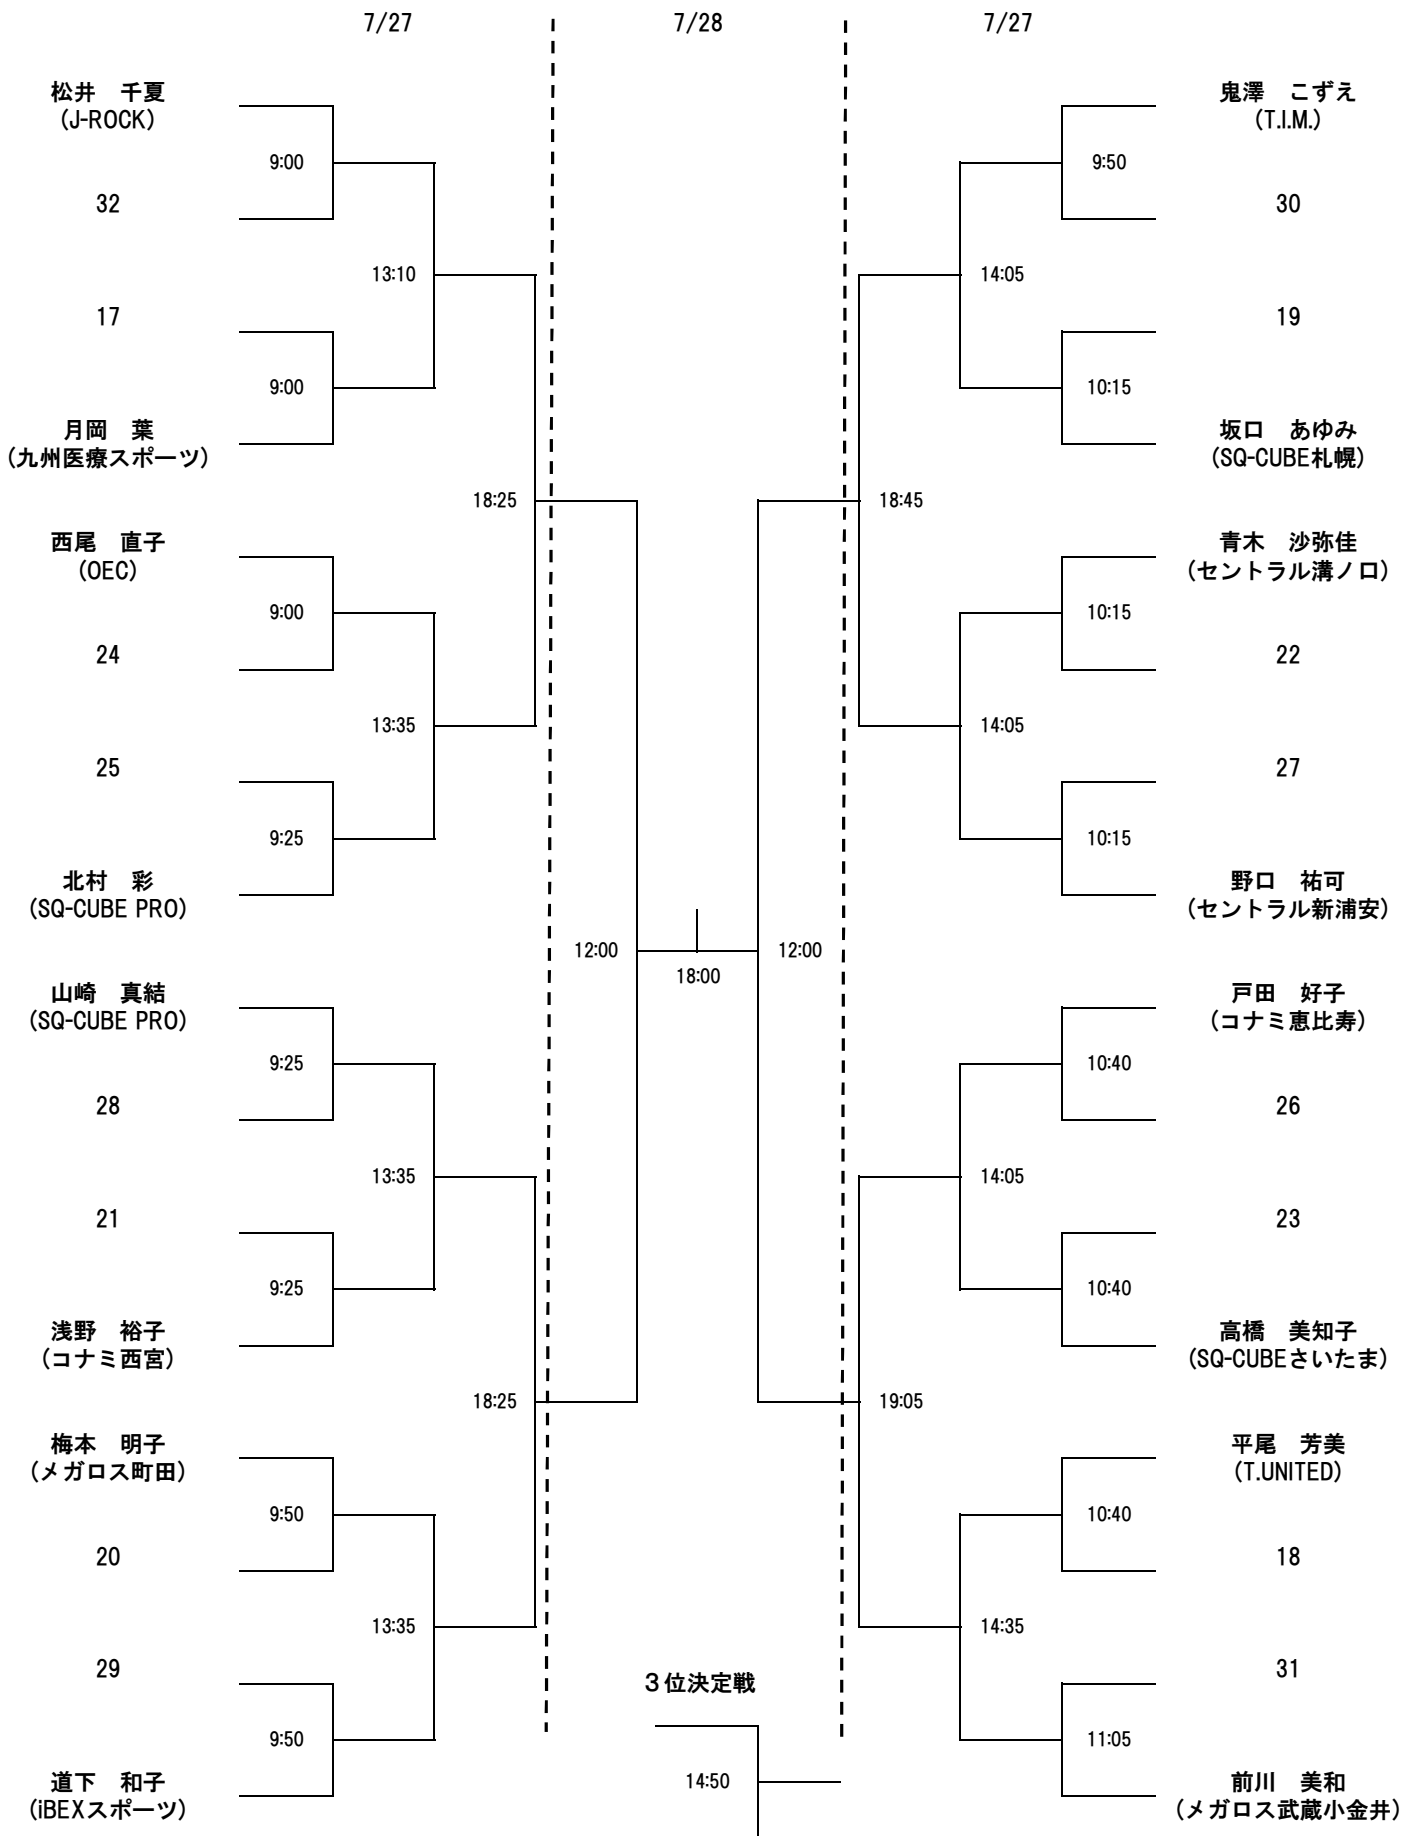 7/27
7/28
7/27
松井　千夏
(J-ROCK)
9:00
32
13:10
17
9:00
月岡　葉
(九州医療スポーツ)
18:25
西尾　直子
(OEC)
9:00
24
13:35
25
9:25
北村　彩
(SQ-CUBE PRO)
12:00
山崎　真結
(SQ-CUBE PRO)
9:25
28
13:35
21
9:25
浅野　裕子
(コナミ西宮)
18:25
梅本　明子
(メガロス町田)
9:50
20
13:35
29
9:50
道下　和子
(iBEXスポーツ)
18:00
３位決定戦
14:50
鬼澤　こずえ
(T.I.M.)
9:50
30
14:05
19
10:15
坂口　あゆみ
(SQ-CUBE札幌)
18:45
青木　沙弥佳
(セントラル溝ノ口)
10:15
22
14:05
27
10:15
野口　祐可
(セントラル新浦安)
12:00
戸田　好子
(コナミ恵比寿)
10:40
26
14:05
23
10:40
高橋　美知子
(SQ-CUBEさいたま)
19:05
平尾　芳美
(T.UNITED)
10:40
18
14:35
31
11:05
前川　美和
(メガロス武蔵小金井)